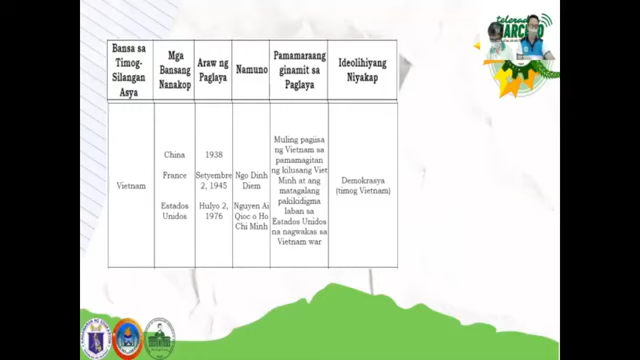 Bansa sa
Timog-
Silangan
Asya
Mga
Bansang
Nanakop
Araw ng
Paglaya
Namuno
Pamamaraang
ginamit sa
Paglaya
Ideolihiyang
Niyakap
Vietnam
China
France
Estados
Unidos
1938
Setyembre
2, 1945
Hulyo 2,
1976
Ngo Dinh
Diem
Nguyen Ai
Qioc o Ho
Chi Minh
Muling pagiisa
ng Vietnam sa
pamamagitan
ng kilusang Viet
Minh at ang
matagalang
pakikidigma
laban sa
Estados Unidos
na nagwakas sa
Vietnam war
Demokrasya
(timog Vietnam)